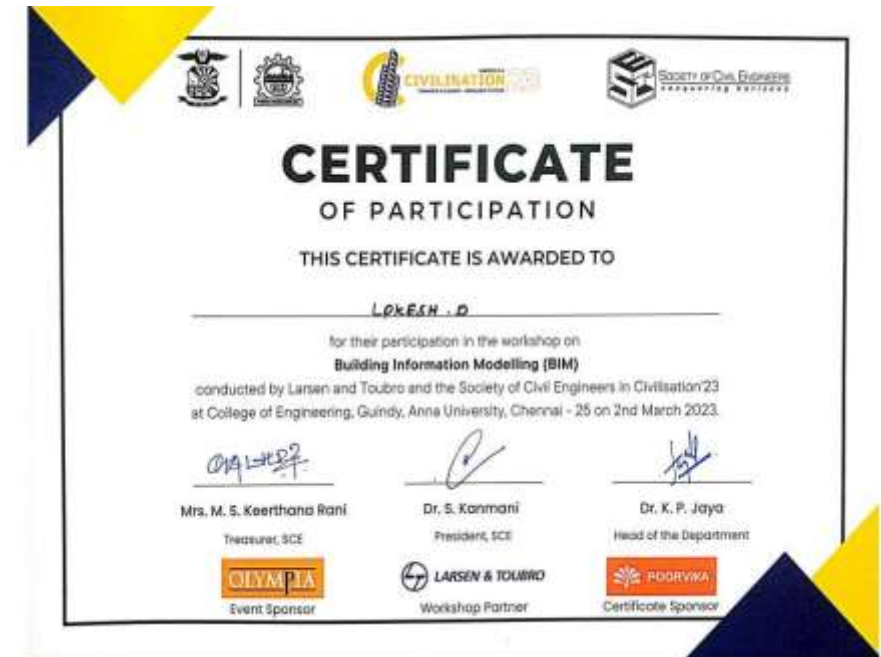 CIVILISATION
SOCIETY OF CIVIL ENGINEERS
conquering horizons
CERTIFICATE
OF PARTICIPATION
THIS CERTIFICATE IS AWARDED TO
LOKESH . D
for their participation in the workshop on
Building Information Modelling (BIM)
conducted by Larsen and Toubro and the Society of Civil Engineers in Civilisation'23
at College of Engineering, Guindy, Anna University, Chennai - 25 on 2nd March 2023.
Mrs. M. S. Keerthana Rani Dr. S. Kanmani Dr. K. P. Jaya
Treasurer, SCE President, SCE Head of the Department
OLYMPIA LARSEN & TOUBRO POORVIKA
Event Sponsor Workshop Partner Certificate Sponsor